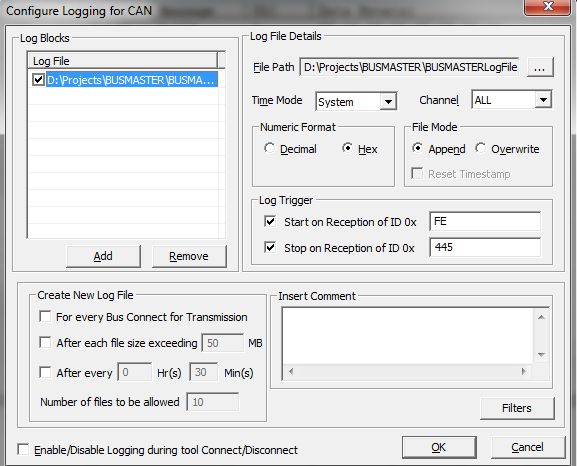 Configure Logging for CAN
Log Blocks
Log File
D:\Projects\BUSMASTER\BUSMA...
Add
Remove
Log File Details
File Path
D:\Projects\BUSMASTER\BUSMASTERLogFile
...
Time Mode
System
Channel
ALL
Numeric Format
Decimal
Hex
File Mode
Append
Overwrite
Reset Timestamp
Log Trigger
Start on Reception of ID 0x
FE
Stop on Reception of ID 0x
445
Create New Log File
For every Bus Connect for Transmission
After each file size exceeding 50 MB
After every 0 Hr(s) 30 Min(s)
Number of files to be allowed 10
Insert Comment
Filters
Enable/Disable Logging during tool Connect/Disconnect
OK
Cancel